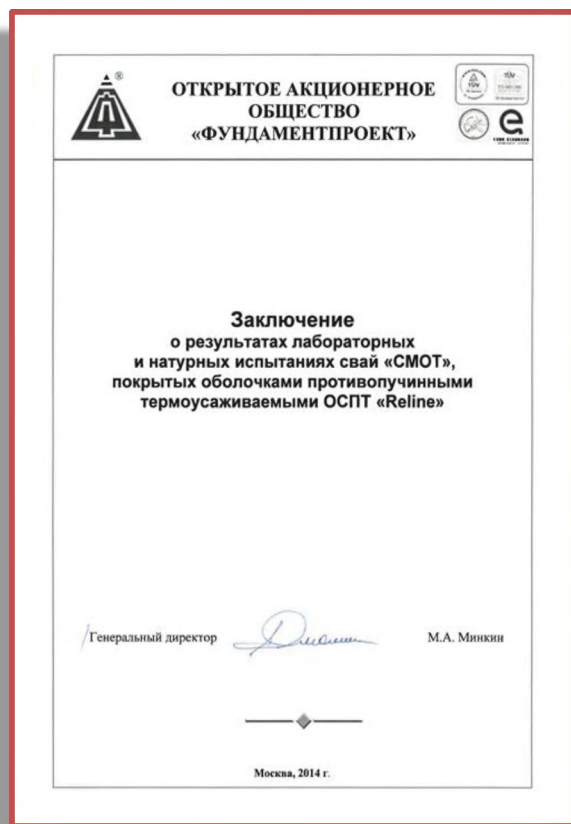 ОТКРЫТОЕ АКЦИОНЕРНОЕ
ОБЩЕСТВО
«ФУНДАМЕНТПРОЕКТ»
Заключение
о результатах лабораторных
и натурных испытаниях свай «СМОТ»,
покрытых оболочками противопучинными
термоусаживаемыми ОСПТ «Reline»
Генеральный директор
М.А. Минкин
Москва, 2014 г.